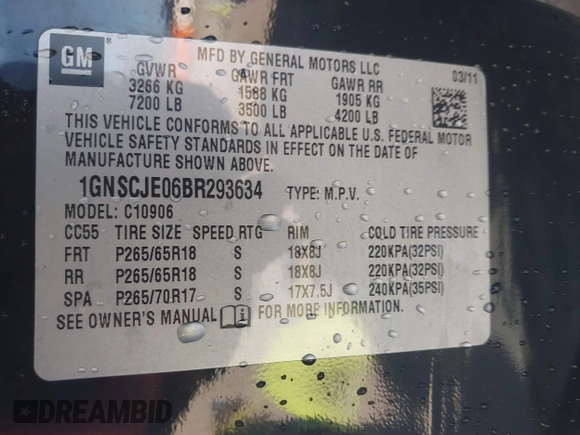 GM
MFD BY GENERAL MOTORS LLC
03/11
GVWR GAWR FRT GAWR RR
3266 KG 1588 KG 1905 KG
7200 LB 3500 LB 4200 LB
THIS VEHICLE CONFORMS TO ALL APPLICABLE U.S. FEDERAL MOTOR
VEHICLE SAFETY STANDARDS IN EFFECT ON THE DATE OF
MANUFACTURE SHOWN ABOVE.
1GNSCJE06BR293634 TYPE: M.P.V.
MODEL: C10906
CC55 TIRE SIZE SPEED RTG RIM COLD TIRE PRESSURE
FRT P265/65R18 S 18X8J 220KPA(32PSI)
RR P265/65R18 S 18X8J 220KPA(32PSI)
SPA P265/70R17 S 17X7.5J 240KPA(35PSI)
SEE OWNER'S MANUAL FOR MORE INFORMATION.
DREAMBID